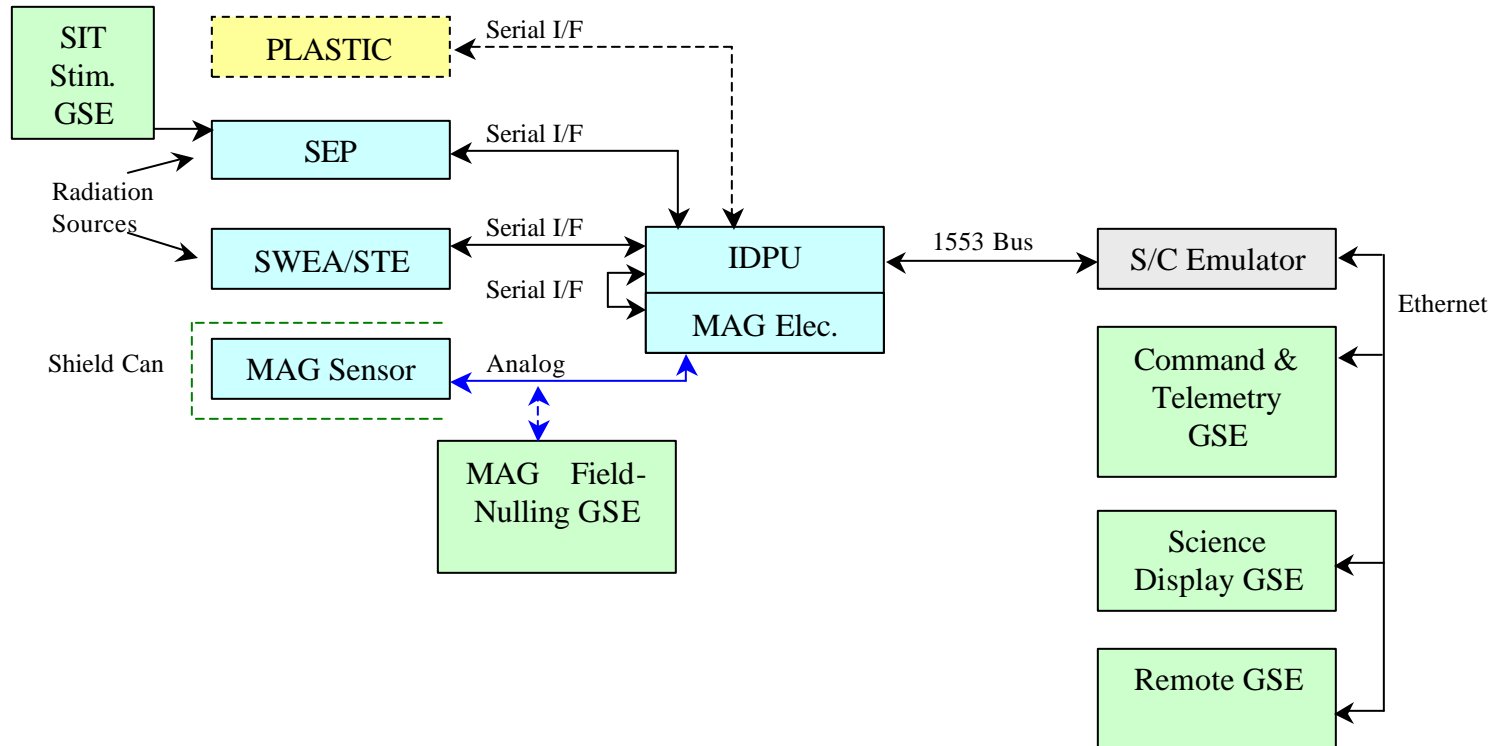 SIT
Stim.
GSE
PLASTIC
Serial I/F
SEP
Serial I/F
Radiation
Sources
SWEA/STE
Serial I/F
Serial I/F
IDPU
MAG Elec.
1553 Bus
S/C Emulator
Ethernet
Shield Can
MAG Sensor
Analog
MAG Field-
Nulling GSE
Command &
Telemetry
GSE
Science
Display GSE
Remote GSE